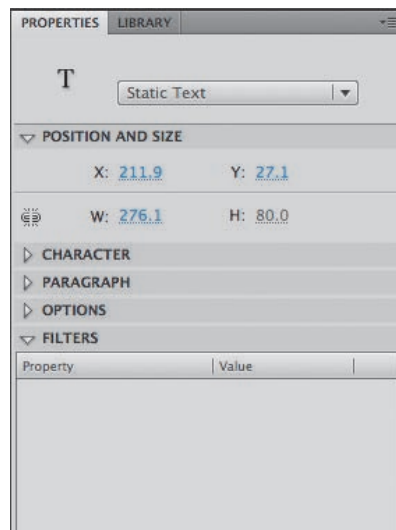 PROPERTIES LIBRARY
T
Static Text
POSITION AND SIZE
X: 211.9 Y: 27.1
W: 276.1 H: 80.0
CHARACTER
PARAGRAPH
OPTIONS
FILTERS
Property Value